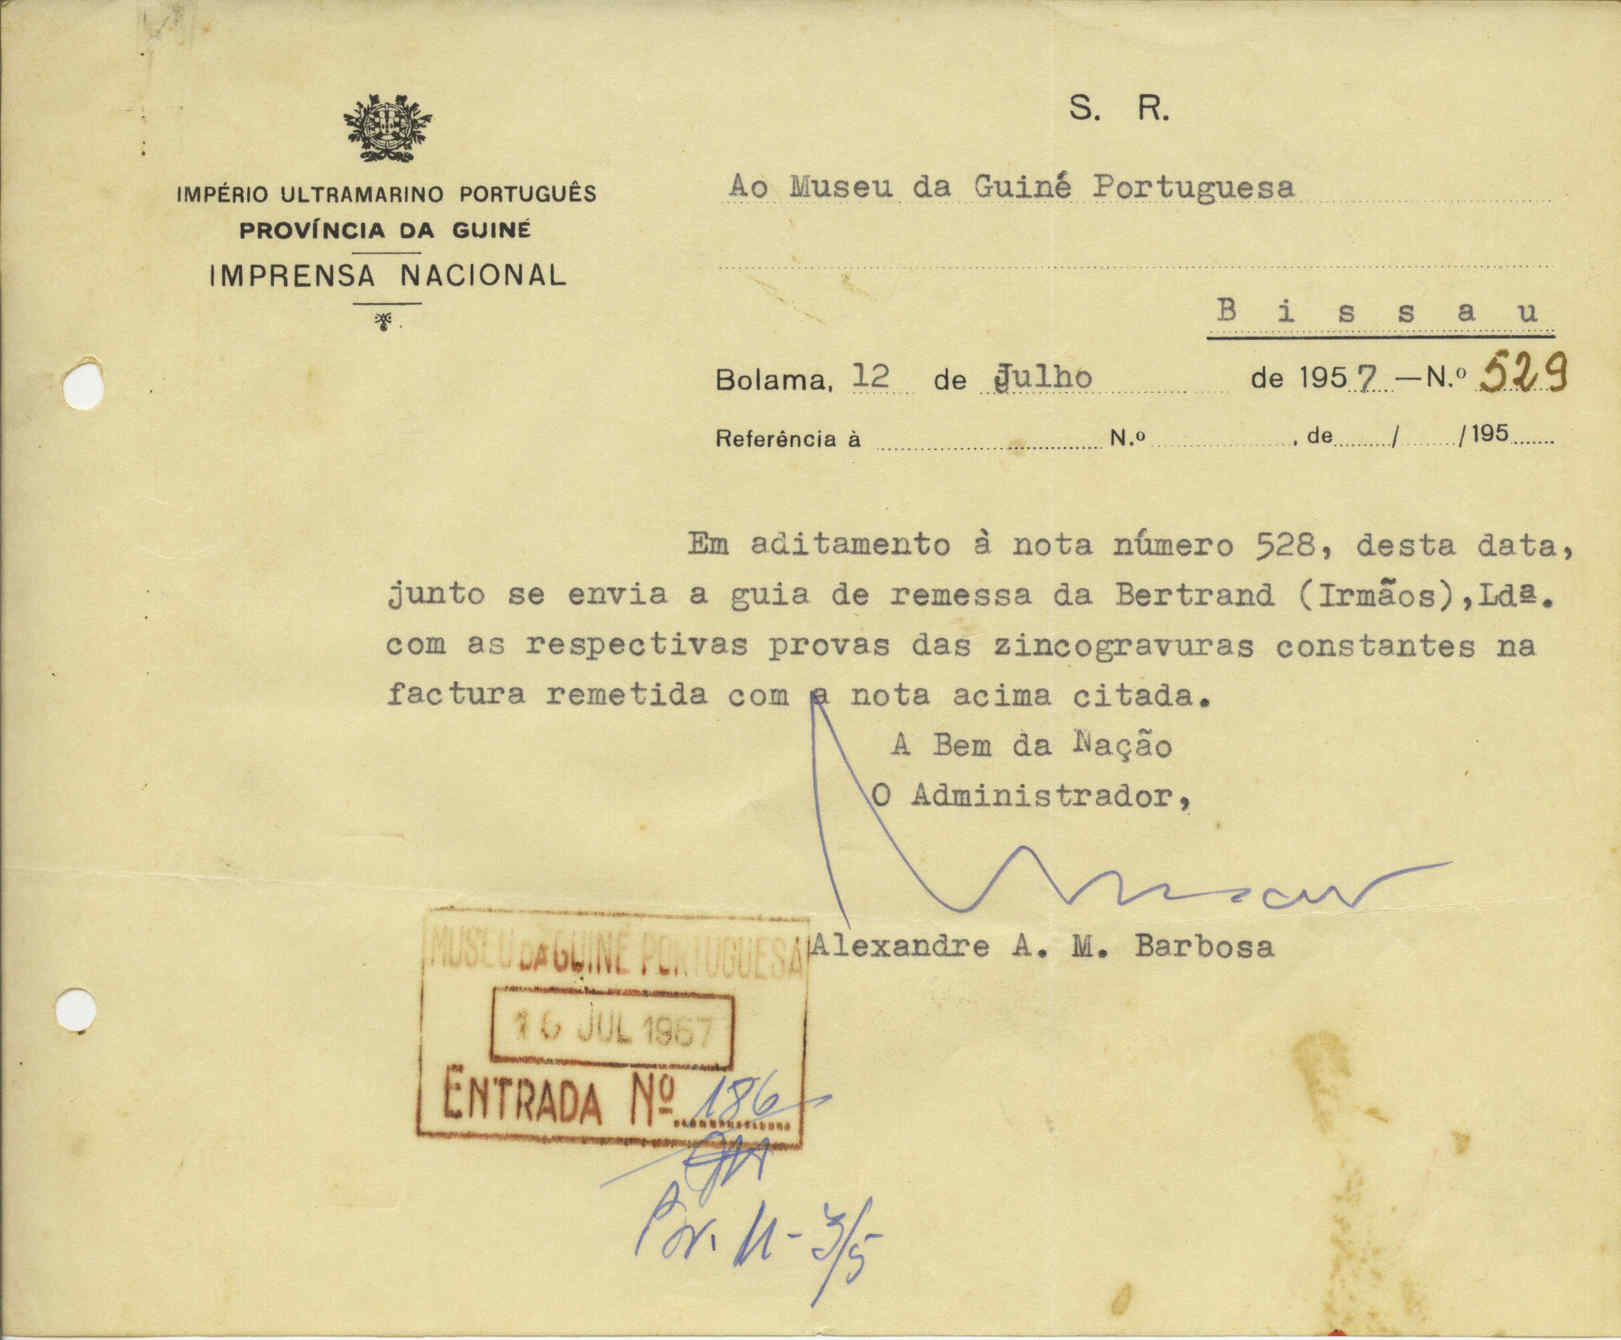 S. R.
IMPÉRIO ULTRAMARINO PORTUGUÊS
PROVÍNCIA DA GUINÉ
IMPRENSA NACIONAL
Ao Museu da Guiné Portuguesa
Bissau
Bolama, 12 de Julho de 1957 — N.º 529
Referência à N.º , de / /195
Em aditamento à nota número 528, desta data,
junto se envia a guia de remessa da Bertrand (Irmãos),Ldª.
com as respectivas provas das zincogravuras constantes na
factura remetida com a nota acima citada.
A Bem da Nação
O Administrador,
Alexandre A. M. Barbosa
MUSEU DA GUINÉ PORTUGUESA
16 JUL 1957
ENTRADA Nº 186
11-3/5